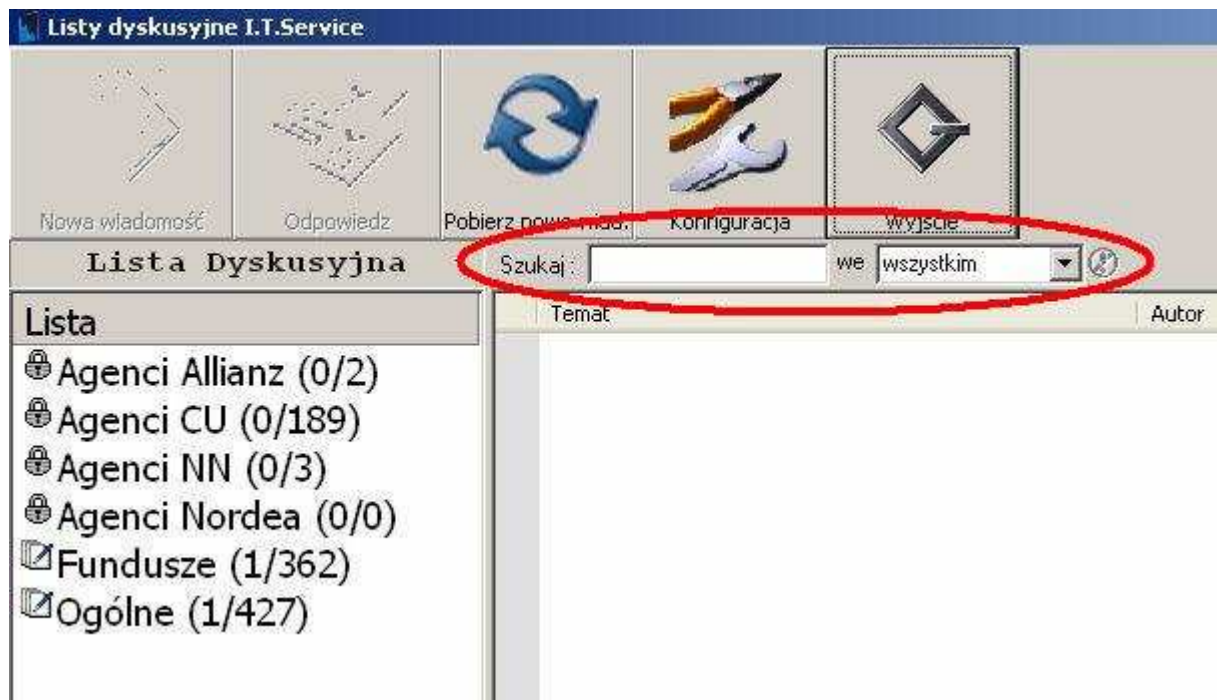 Listy dyskusyjne I.T.Service
Nowa wiadomość Odpowiedz Pobierz nowe wiad. Konfiguracja Wyjście
Lista Dyskusyjna Szukaj : we wszystkim
Lista Temat Autor
Agenci Allianz (0/2)
Agenci CU (0/189)
Agenci NN (0/3)
Agenci Nordea (0/0)
Fundusze (1/362)
Ogólne (1/427)